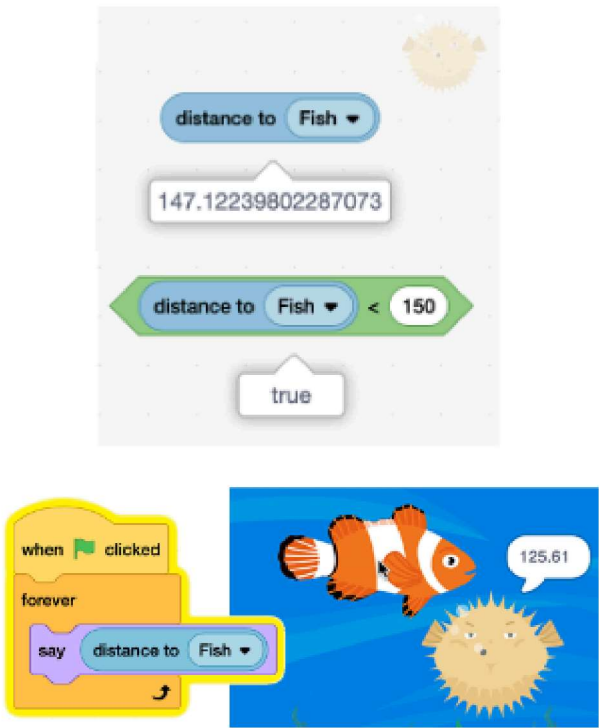 distance to Fish
147.12239802287073
distance to Fish < 150
true
when clicked
forever
say distance to Fish
125.61